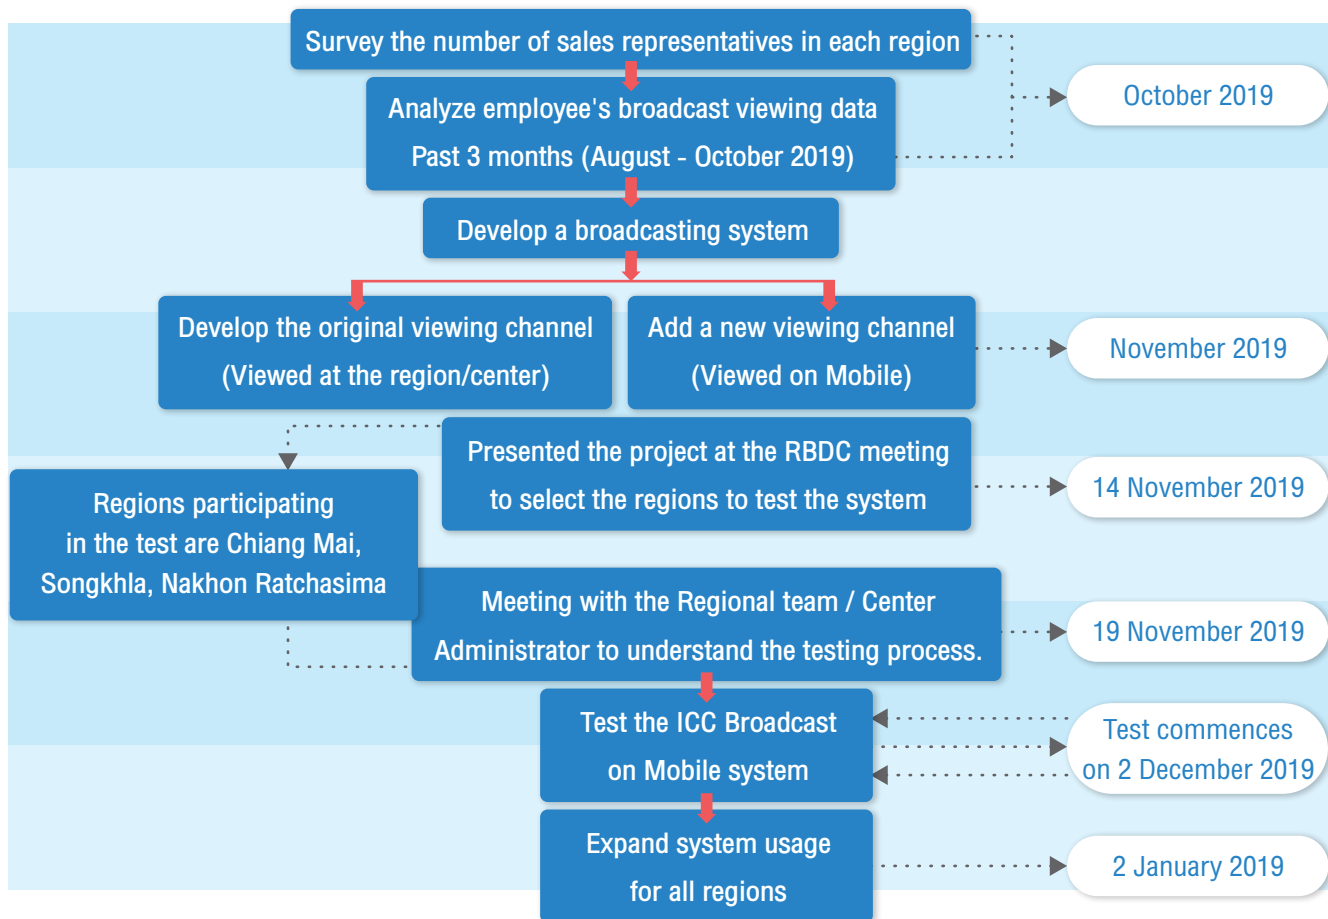 Survey the number of sales representatives in each region
Analyze employee's broadcast viewing data
Past 3 months (August - October 2019)
October 2019
Develop a broadcasting system
Develop the original viewing channel
(Viewed at the region/center)
Add a new viewing channel
(Viewed on Mobile)
November 2019
Presented the project at the RBDC meeting
to select the regions to test the system
14 November 2019
Regions participating
in the test are Chiang Mai,
Songkhla, Nakhon Ratchasima
Meeting with the Regional team / Center
Administrator to understand the testing process.
19 November 2019
Test the ICC Broadcast
on Mobile system
Test commences
on 2 December 2019
Expand system usage
for all regions
2 January 2019